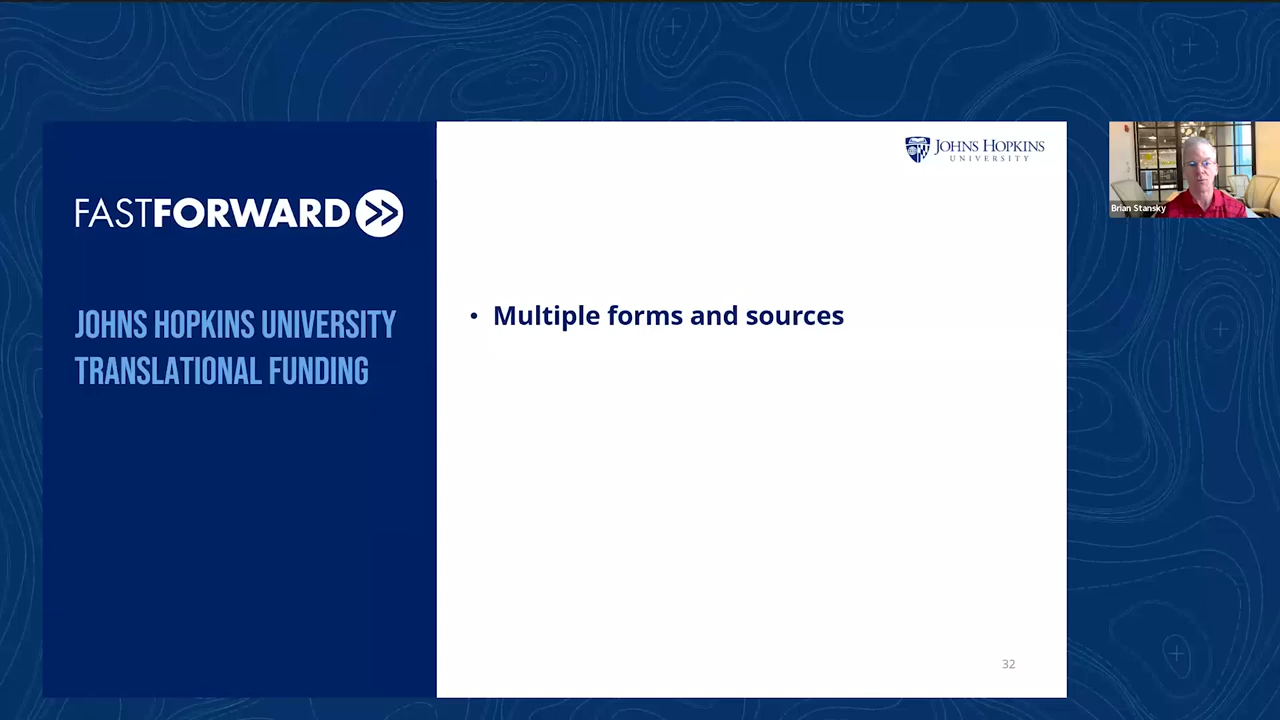 FASTFORWARD
JOHNS HOPKINS UNIVERSITY
TRANSLATIONAL FUNDING
JOHNS HOPKINS
UNIVERSITY
• Multiple forms and sources
32
Brian Stansky